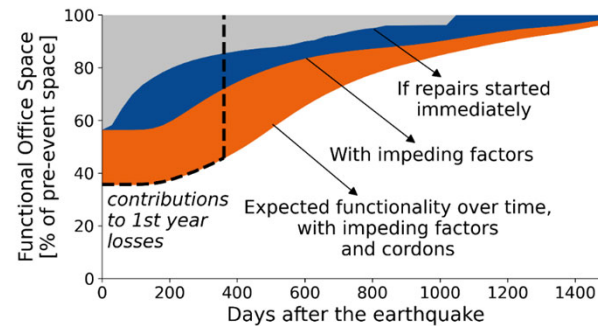 Functional Office Space
[% of pre-event space]
100
80
60
40
20
0
If repairs started
immediately
With impeding factors
Expected functionality over time,
with impeding factors
and cordons
contributions
to 1st year
losses
0 200 400 600 800 1000 1200 1400
Days after the earthquake